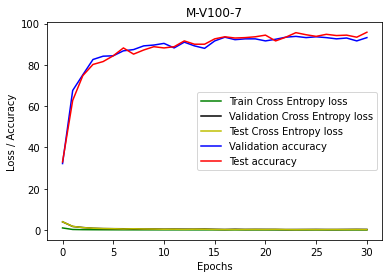 M-V100-7
Loss / Accuracy
100
80
60
40
20
0
Train Cross Entropy loss
Validation Cross Entropy loss
Test Cross Entropy loss
Validation accuracy
Test accuracy
0 5 10 15 20 25 30
Epochs